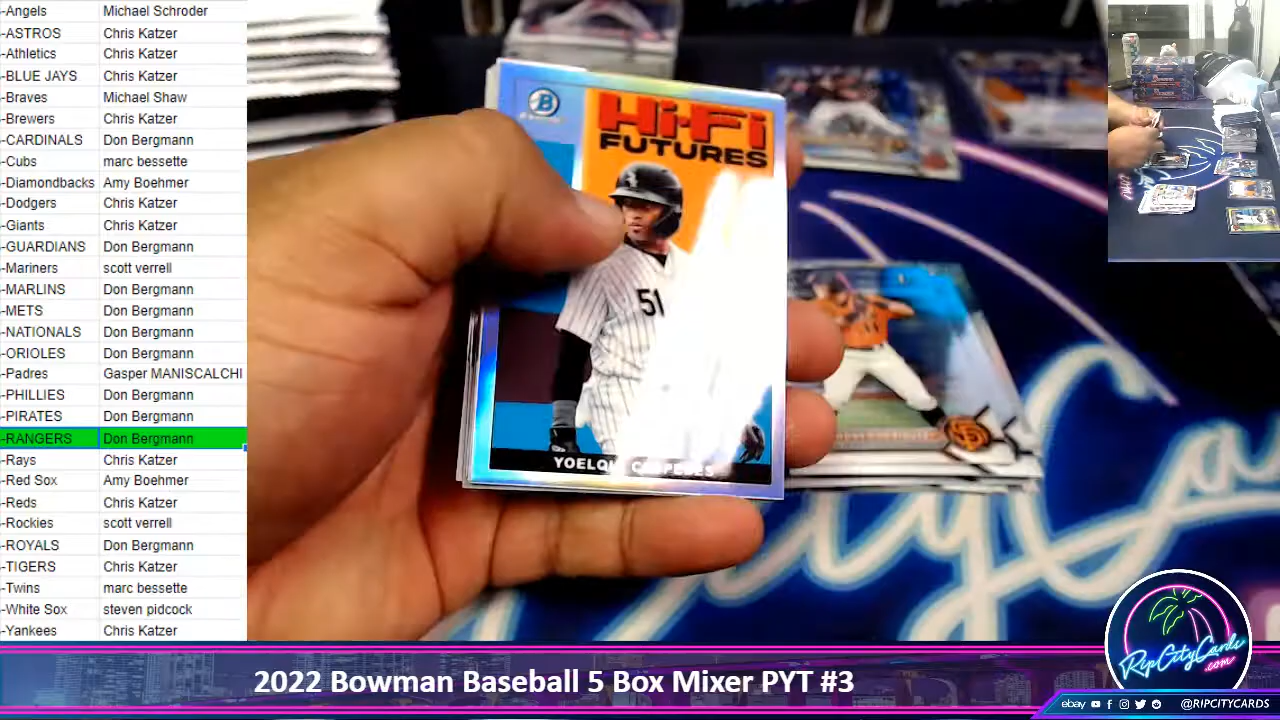 -Angels Michael Schroder
-ASTROS Chris Katzer
-Athletics Chris Katzer
-BLUE JAYS Chris Katzer
-Braves Michael Shaw
-Brewers Chris Katzer
-CARDINALS Don Bergmann
-Cubs marc bessette
-Diamondbacks Amy Boehmer
-Dodgers Chris Katzer
-Giants Chris Katzer
-GUARDIANS Don Bergmann
-Mariners scott verrell
-MARLINS Don Bergmann
-METS Don Bergmann
-NATIONALS Don Bergmann
-ORIOLES Don Bergmann
-Padres Gasper MANISCALCHI
-PHILLIES Don Bergmann
-PIRATES Don Bergmann
-RANGERS Don Bergmann
-Rays Chris Katzer
-Red Sox Amy Boehmer
-Reds Chris Katzer
-Rockies scott verrell
-ROYALS Don Bergmann
-TIGERS Chris Katzer
-Twins marc bessette
-White Sox steven pidcock
-Yankees Chris Katzer
B
Hi-Fi
FUTURES
51
2022 Bowman Baseball 5 Box Mixer PYT #3
RipCityCards
.com
ebay @RIPCITYCARDS